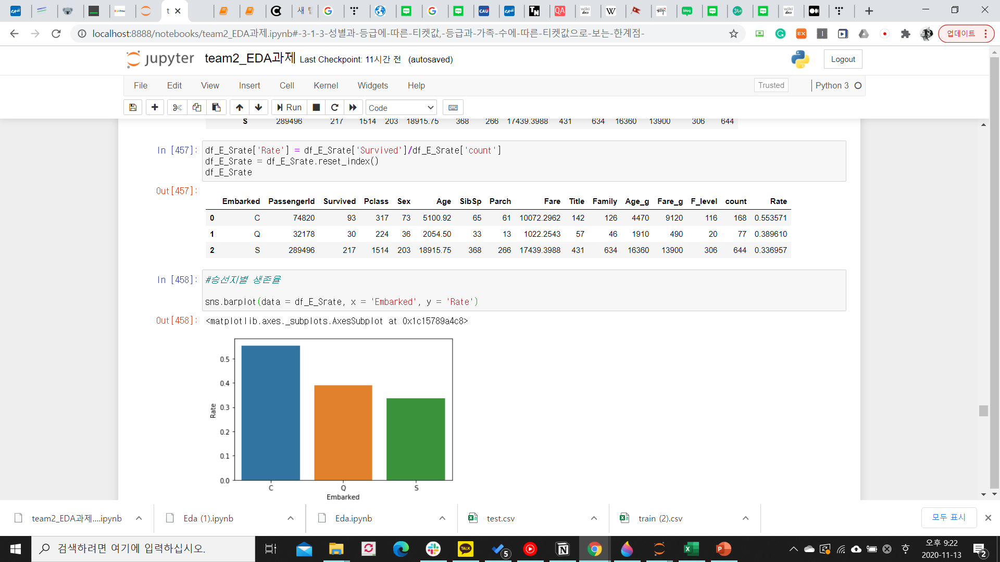 t
새 탭
localhost:8888/notebooks/team2_EDA과제.ipynb#-3-1-3-성별과-등급에-따른-티켓값,-등급과-가족-수에-따른-티켓값으로-보는-한계점-
업데이트
jupyter team2_EDA과제 Last Checkpoint: 11시간 전 (autosaved)
Logout
File Edit View Insert Cell Kernel Widgets Help
Trusted
Python 3
Run
Code
S 289496 217 1514 203 18915.75 368 266 17439.3988 431 634 16360 13900 306 644
In [457]:
df_E_Srate['Rate'] = df_E_Srate['Survived']/df_E_Srate['count']
df_E_Srate = df_E_Srate.reset_index()
df_E_Srate
Out[457]:
Embarked PassengerId Survived Pclass Sex Age SibSp Parch Fare Title Family Age_g Fare_g F_level count Rate
0 C 74820 93 317 73 5100.92 65 61 10072.2962 142 126 4470 9120 116 168 0.553571
1 Q 32178 30 224 36 2054.50 33 13 1022.2543 57 46 1910 490 20 77 0.389610
2 S 289496 217 1514 203 18915.75 368 266 17439.3988 431 634 16360 13900 306 644 0.336957
In [458]:
#승선지별 생존율
sns.barplot(data = df_E_Srate, x = 'Embarked', y = 'Rate')
Out[458]:
<matplotlib.axes._subplots.AxesSubplot at 0x1c15789a4c8>
0.5
0.4
0.3
0.2
0.1
0.0
Rate
C Q S
Embarked
team2_EDA과제....ipynb
Eda (1).ipynb
Eda.ipynb
test.csv
train (2).csv
모두 표시
검색하려면 여기에 입력하십시오.
TALK
5
오후 9:22
2020-11-13
2